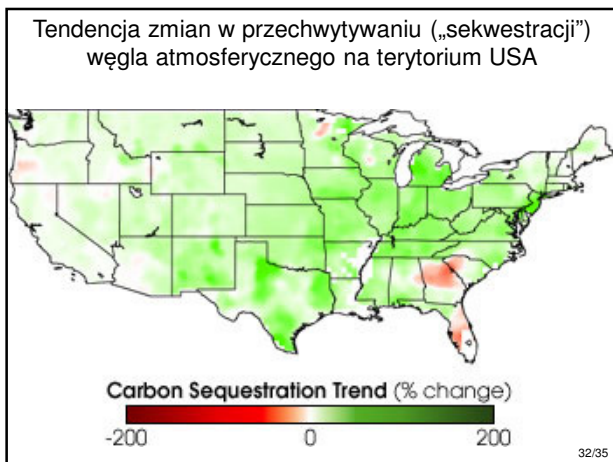 Tendencja zmian w przechwytywaniu („sekwestracji”)
węgla atmosferycznego na terytorium USA
Carbon Sequestration Trend (% change)
-200 0 200
32/35